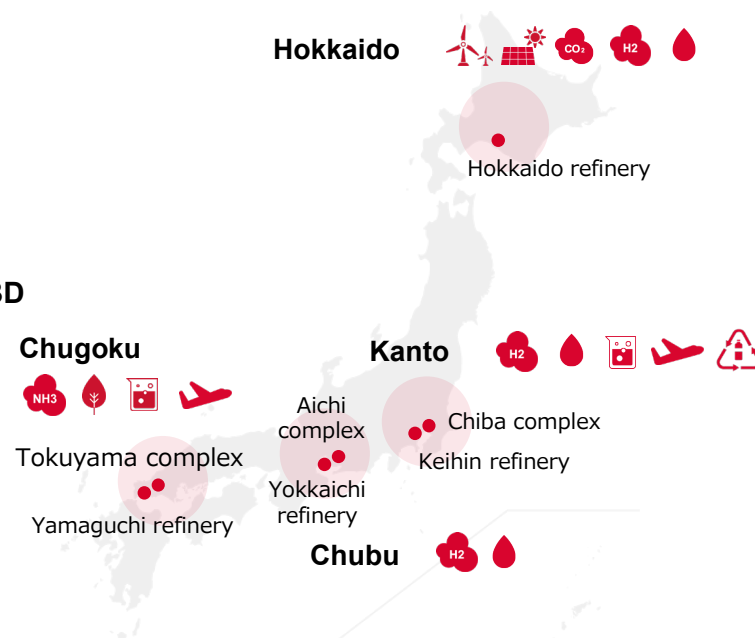 Hokkaido
CO₂
H2
Hokkaido refinery
BD
Chugoku
NH3
Kanto
H2
Aichi
complex
Chiba complex
Keihin refinery
Tokuyama complex
Yokkaichi
refinery
Yamaguchi refinery
Chubu
H2